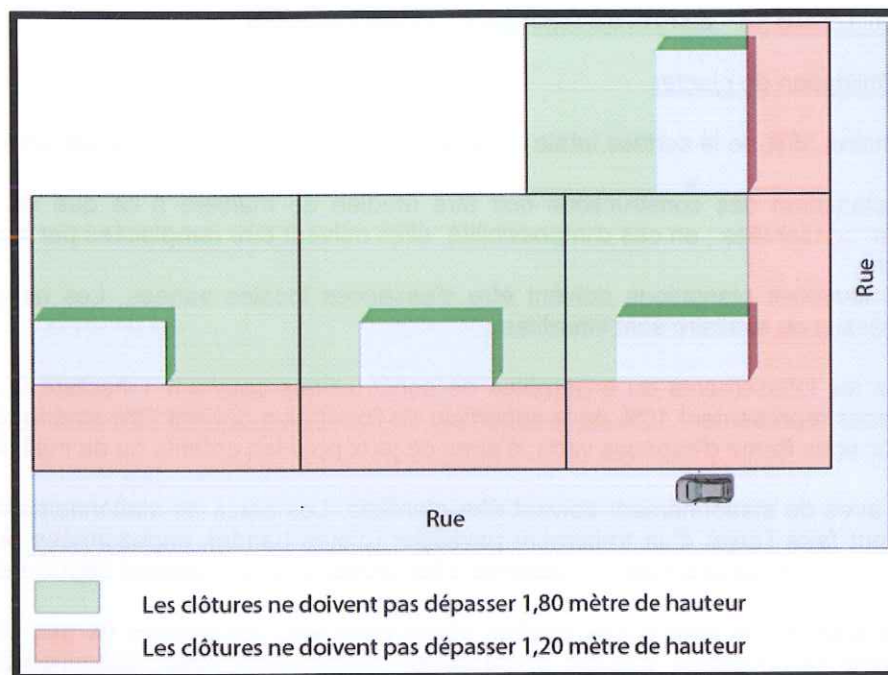 Rue
Rue
Les clôtures ne doivent pas dépasser 1,80 mètre de hauteur
Les clôtures ne doivent pas dépasser 1,20 mètre de hauteur